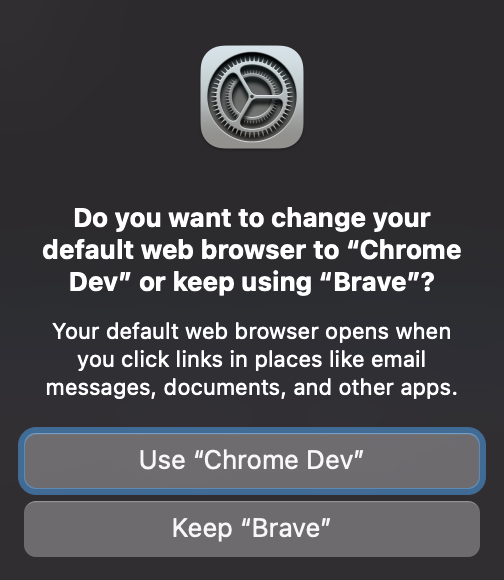 Do you want to change your
default web browser to “Chrome
Dev” or keep using “Brave”?
Your default web browser opens when
you click links in places like email
messages, documents, and other apps.
Use “Chrome Dev”
Keep “Brave”